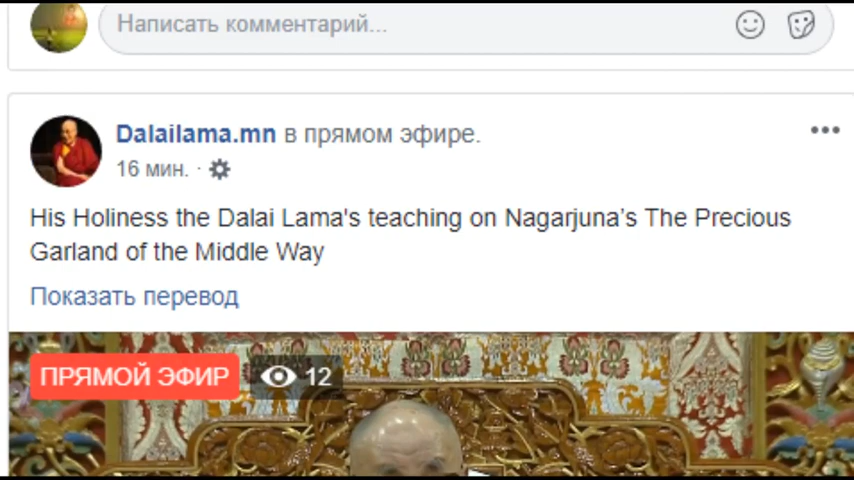 Написать комментарий...
Dalailama.mn в прямом эфире.
16 мин. ·
His Holiness the Dalai Lama's teaching on Nagarjuna’s The Precious
Garland of the Middle Way
Показать перевод
ПРЯМОЙ ЭФИР 12